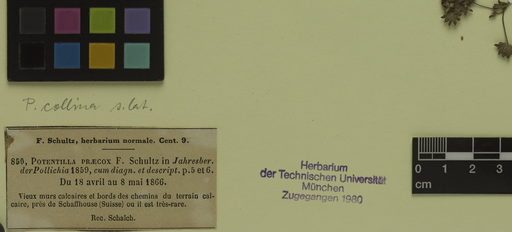 P. collina s. lat.
F. Schultz, herbarium normale. Cent. 9.
859, POTENTILLA PRÆCOX F. Schultz in Jahresber.
der Pollichia 1859, cum diagn. et descript. p. 5 et 6.
Du 18 avril au 8 mai 1866.
Vieux murs calcaires et bords des chemins du terrain cal-
caire, près de Schaffhouse (Suisse) ou il est très-rare.
Rec. Schalch.
Herbarium
der Technischen Universität
München
Zugegangen 1980
0 1 2 3
cm